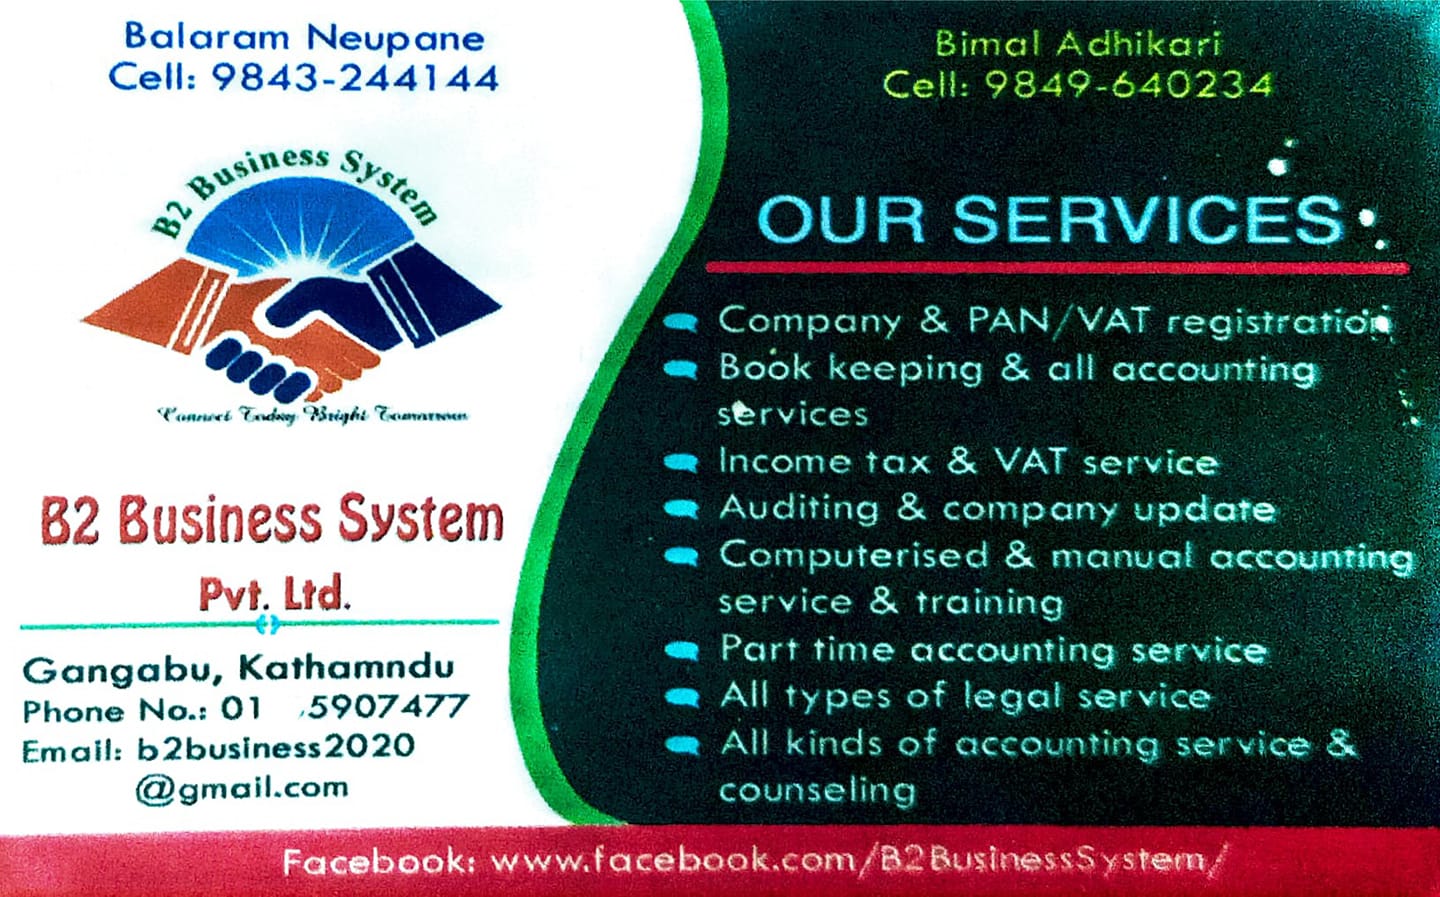 Balaram Neupane
Cell: 9843-244144
B2 Business System
Connect Today Bright Tomorrow
B2 Business System
Pvt. Ltd.
Gangabu, Kathamndu
Phone No.: 01 5907477
Email: b2business2020
@gmail.com
Bimal Adhikari
Cell: 9849-640234
OUR SERVICES
Company & PAN/VAT registration
Book keeping & all accounting
services
Income tax & VAT service
Auditing & company update
Computerised & manual accounting
service & training
Part time accounting service
All types of legal service
All kinds of accounting service &
counseling
Facebook: www.facebook.com/B2BusinessSystem/